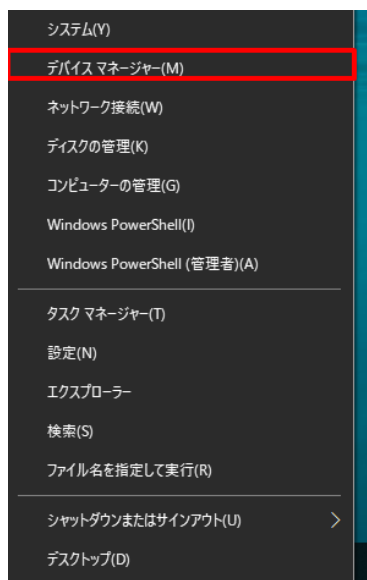 システム(Y)
デバイス マネージャー(M)
ネットワーク接続(W)
ディスクの管理(K)
コンピューターの管理(G)
Windows PowerShell(I)
Windows PowerShell (管理者)(A)
タスク マネージャー(T)
設定(N)
エクスプローラー
検索(S)
ファイル名を指定して実行(R)
シャットダウンまたはサインアウト(U)
デスクトップ(D)